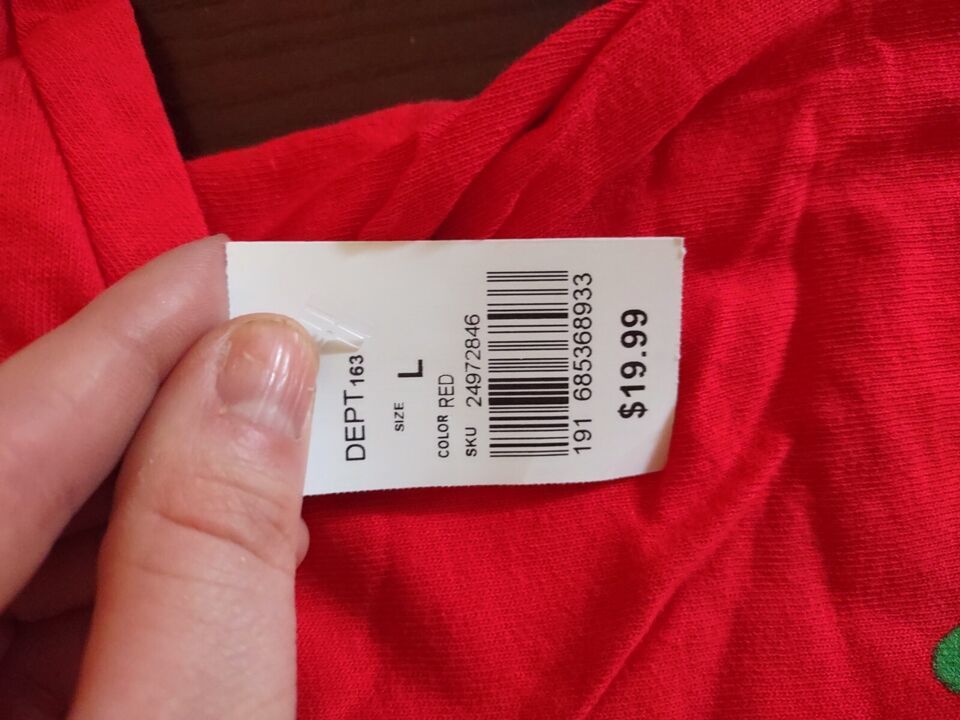 DEPT 163
SIZE L
COLOR RED
SKU 24972846
191 685368933
$19.99